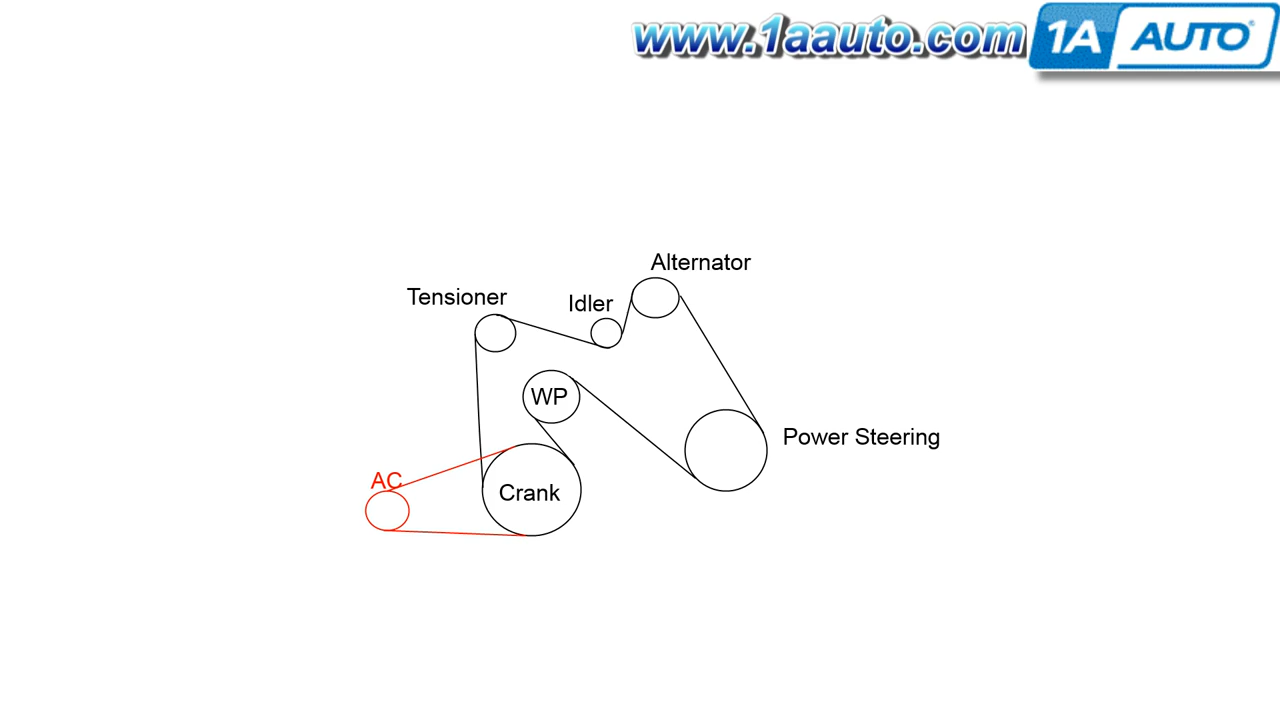 www.1aauto.com 1A AUTO
Alternator
Tensioner
Idler
WP
Power Steering
AC
Crank